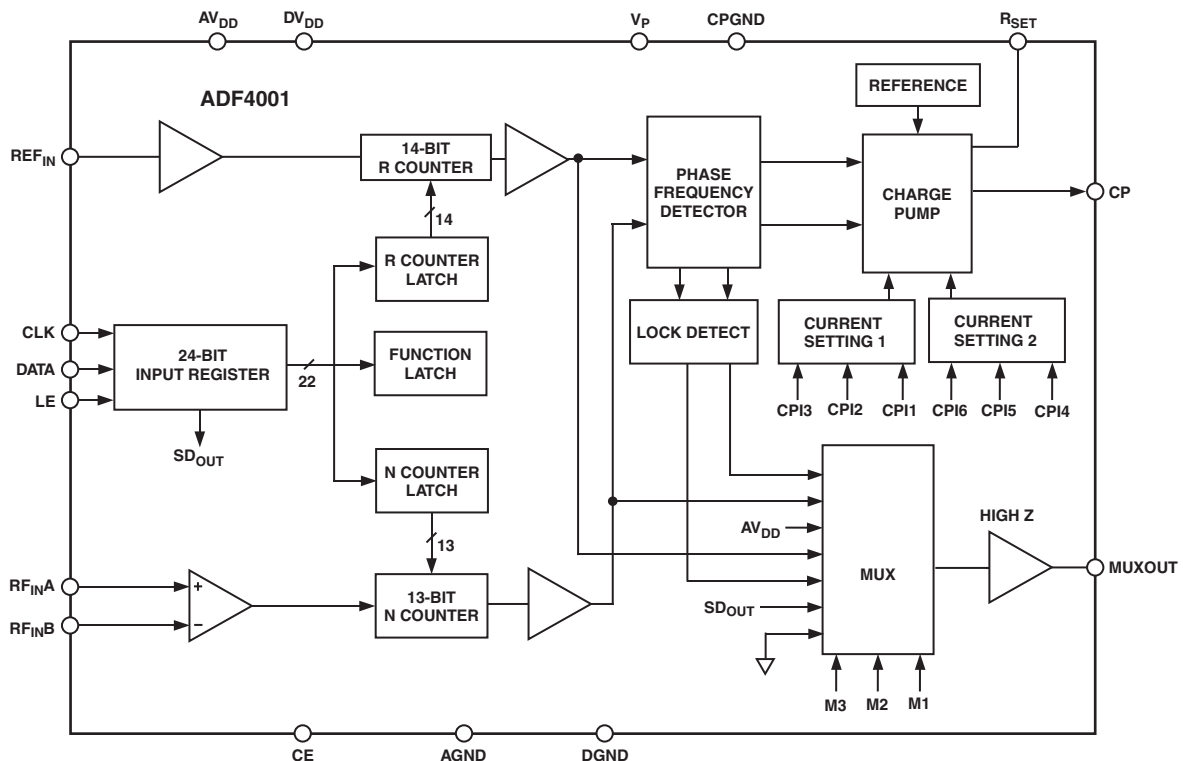 AVDD
DVDD
VP
CPGND
RSET
ADF4001
REFERENCE
REFIN
14-BIT
R COUNTER
PHASE
FREQUENCY
DETECTOR
CHARGE
PUMP
CP
14
R COUNTER
LATCH
CLK
DATA
LE
24-BIT
INPUT REGISTER
22
FUNCTION
LATCH
LOCK DETECT
CURRENT
SETTING 1
CURRENT
SETTING 2
CPI3
CPI2
CPI1
CPI6
CPI5
CPI4
SDOUT
N COUNTER
LATCH
13
AVDD
MUX
HIGH Z
MUXOUT
RFINA
RFINB
+
−
13-BIT
N COUNTER
SDOUT
M3
M2
M1
CE
AGND
DGND